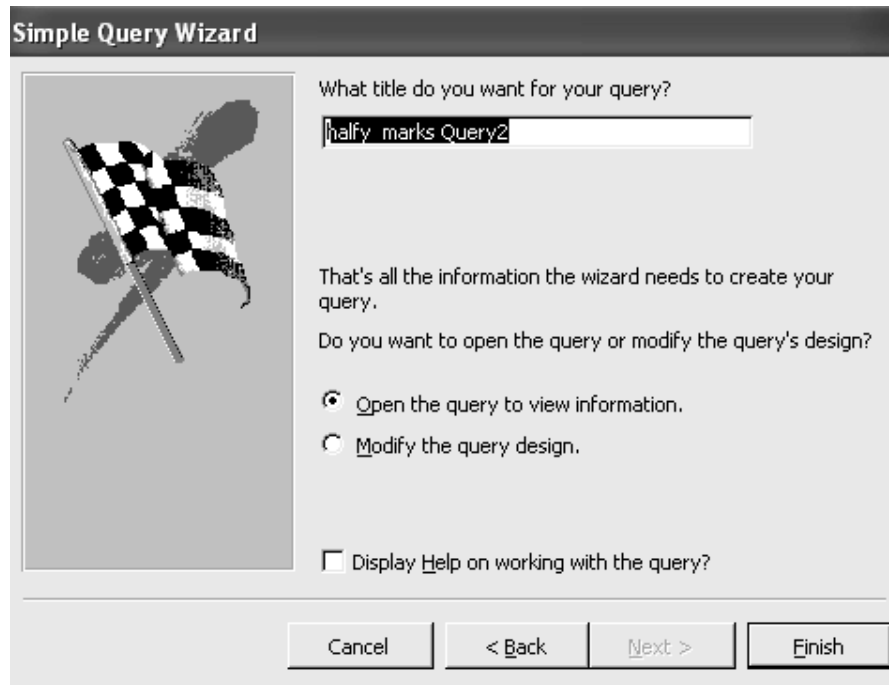 Simple Query Wizard
What title do you want for your query?
halfy marks Query2
That's all the information the wizard needs to create your
query.
Do you want to open the query or modify the query's design?
Open the query to view information.
Modify the query design.
Display Help on working with the query?
Cancel
< Back
Next >
Finish